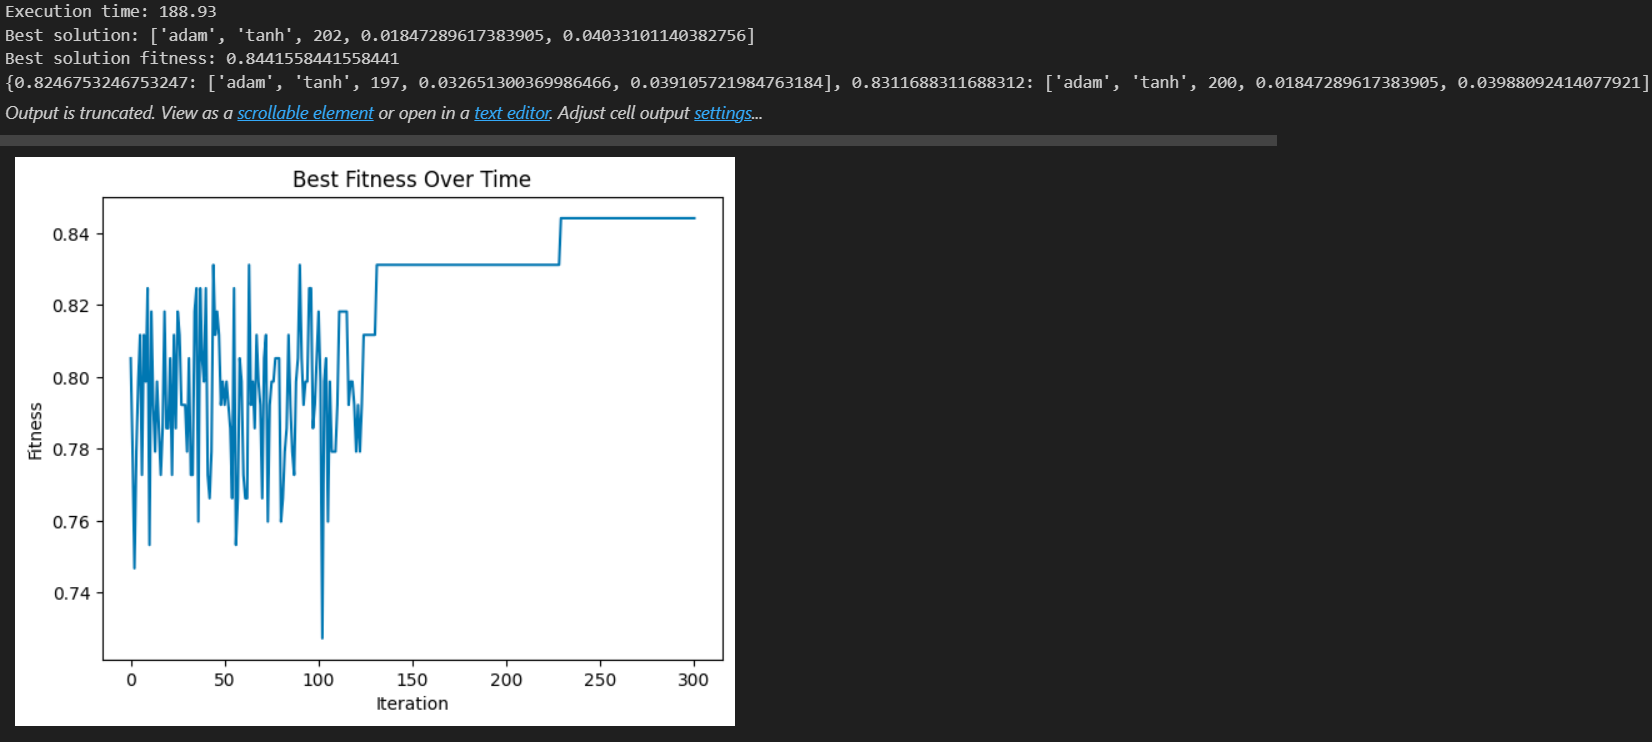 Execution time: 188.93
Best solution: ['adam', 'tanh', 202, 0.01847289617383905, 0.04033101140382756]
Best solution fitness: 0.8441558441558441
{0.8246753246753247: ['adam', 'tanh', 197, 0.032651300369986466, 0.039105721984763184], 0.8311688311688312: ['adam', 'tanh', 200, 0.01847289617383905, 0.03988092414077921]
Output is truncated. View as a scrollable element or open in a text editor. Adjust cell output settings...
Best Fitness Over Time
0.84
0.82
0.80
0.78
0.76
0.74
Fitness
0 50 100 150 200 250 300
Iteration